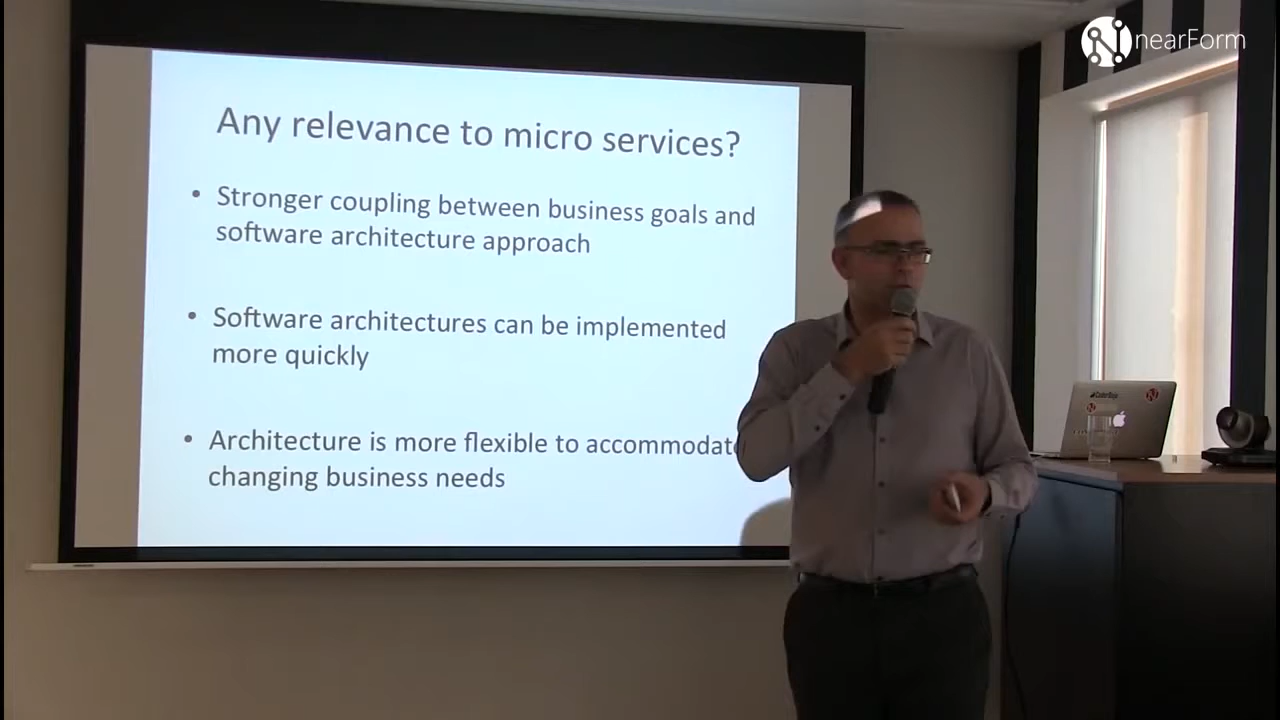 nearForm
Any relevance to micro services?
• Stronger coupling between business goals and
software architecture approach
• Software architectures can be implemented
more quickly
• Architecture is more flexible to accommodate
changing business needs